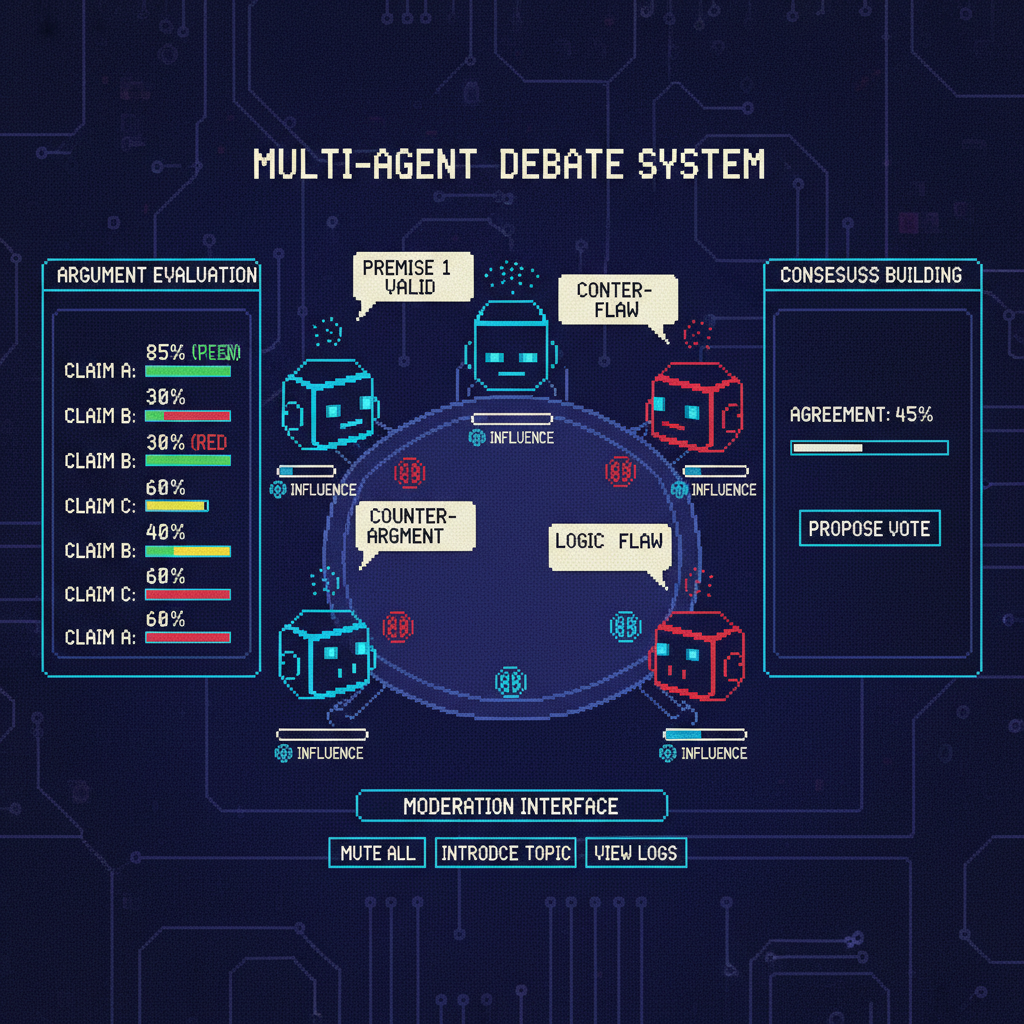 MULTI-AGENT DEBATE SYSTEM
ARGUMENT EVALUATION
85% (PEEN)
CLAIM A:
30%
CLAIM B:
30% (RED
CLAIM B:
60%
CLAIM C:
40%
CLAIM B:
60%
CLAIM C:
60%
CLAIM A:
PREMISE 1
VALID
CONTER-
FLAW
INFLUENCE
INFLUENCE
INFLUENCE
COUNTER-
ARGMENT
LOGIC FLAW
INFLUENCE
INFLUENCE
CONSESUSS BUILDING
AGREEMENT: 45%
PROPOSE VOTE
MODERATION INTERFACE
MUTE ALL
INTRODCE TOPIC
VIEW LOGS